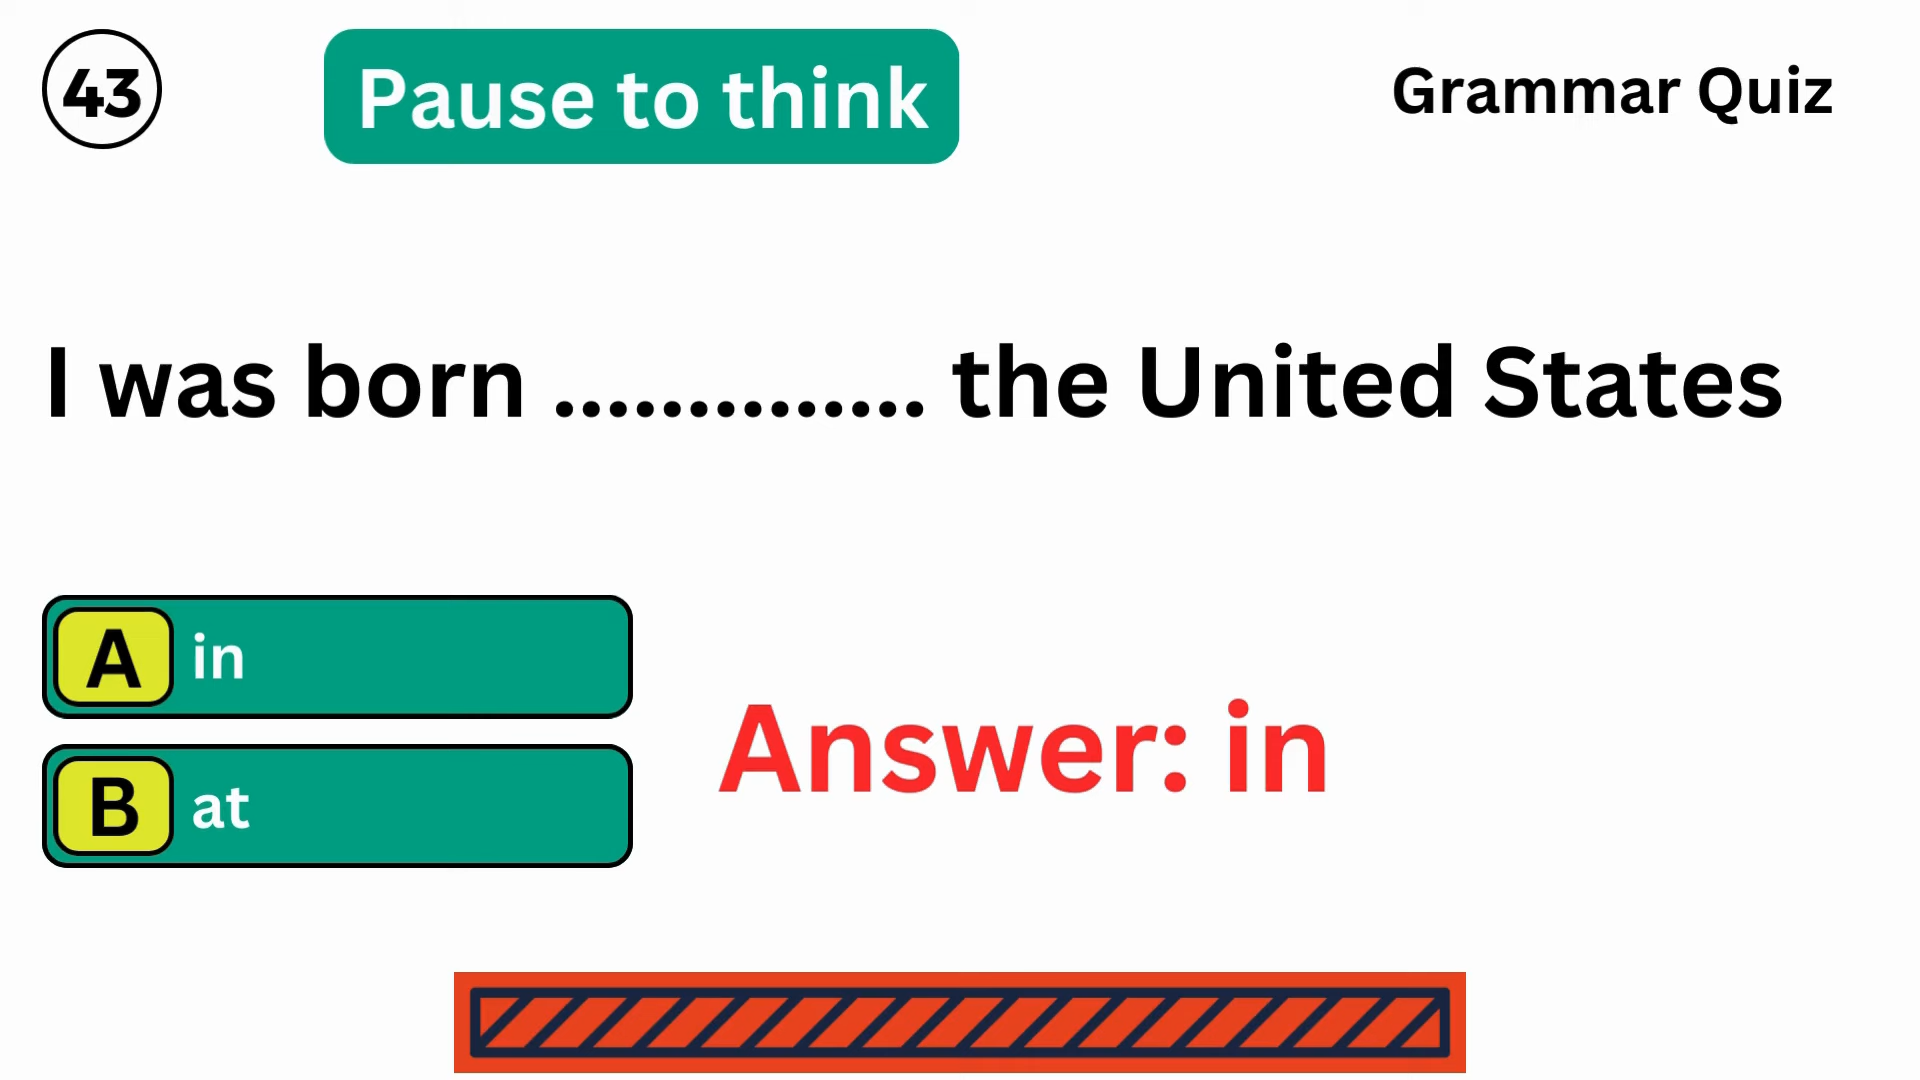 43
Pause to think
Grammar Quiz
I was born .............. the United States
A in
B at
Answer: in